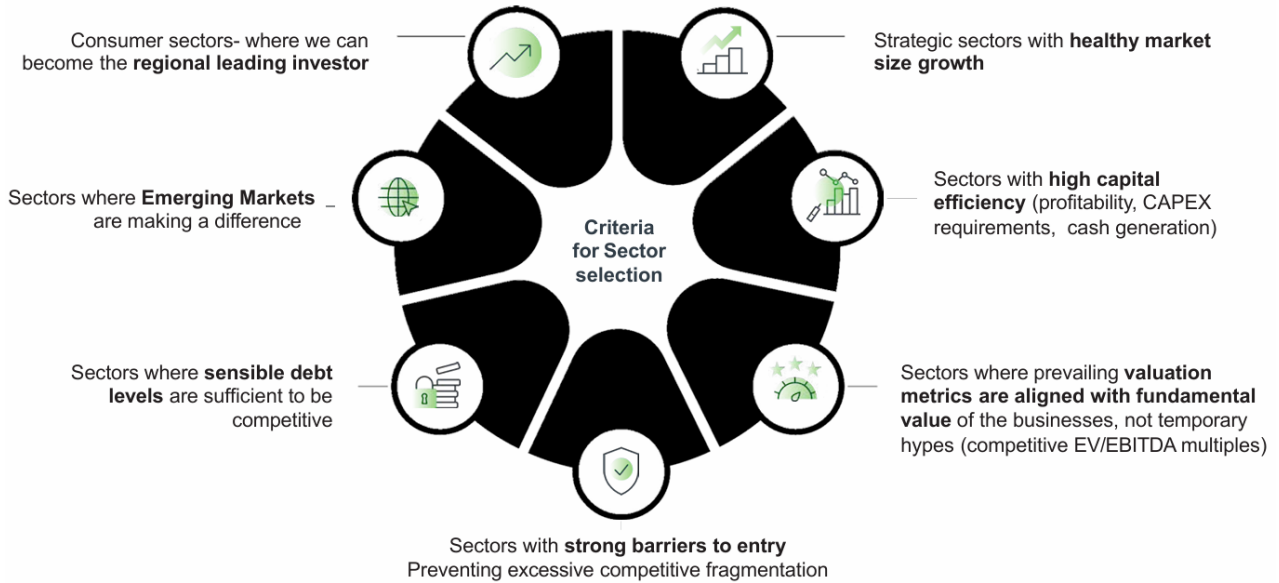 Consumer sectors- where we can
become the regional leading investor
Strategic sectors with healthy market
size growth
Sectors where Emerging Markets
are making a difference
Sectors with high capital
efficiency (profitability, CAPEX
requirements, cash generation)
Criteria
for Sector
selection
Sectors where sensible debt
levels are sufficient to be
competitive
Sectors where prevailing valuation
metrics are aligned with fundamental
value of the businesses, not temporary
hypes (competitive EV/EBITDA multiples)
Sectors with strong barriers to entry
Preventing excessive competitive fragmentation